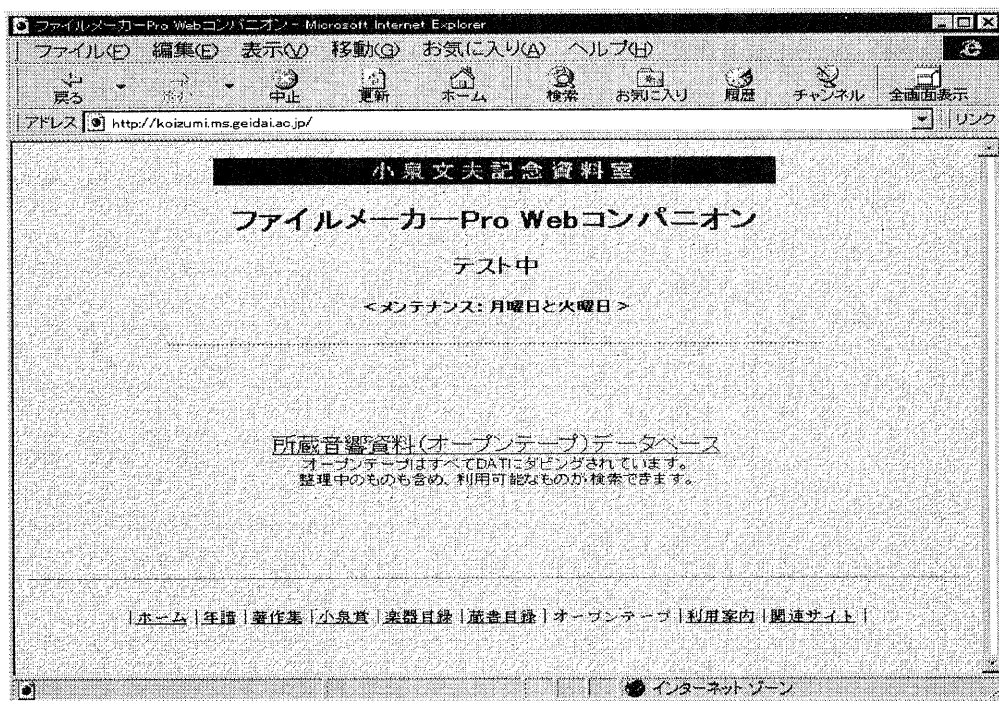 ファイルメーカーPro Webコンパニオン - Microsoft Internet Explorer
ファイル(F) 編集(E) 表示(V) 移動(G) お気に入り(A) ヘルプ(H)
戻る 進む 中止 更新 ホーム 検索 お気に入り 履歴 チャンネル 全画面表示
アドレス http://koizumi.ms.geidai.ac.jp/ リンク
小泉文夫記念資料室
ファイルメーカーPro Webコンパニオン
テスト中
<メンテナンス: 月曜日と火曜日>
所蔵音響資料(オープンテープ)データベース
オープンテープはすべてDATにダビングされています。
整理中のものも含め、利用可能なものが検索できます。
|ホーム|年譜|著作集|小泉賞|楽器目録|蔵書目録|オープンテープ|利用案内|関連サイト|
インターネット ゾーン